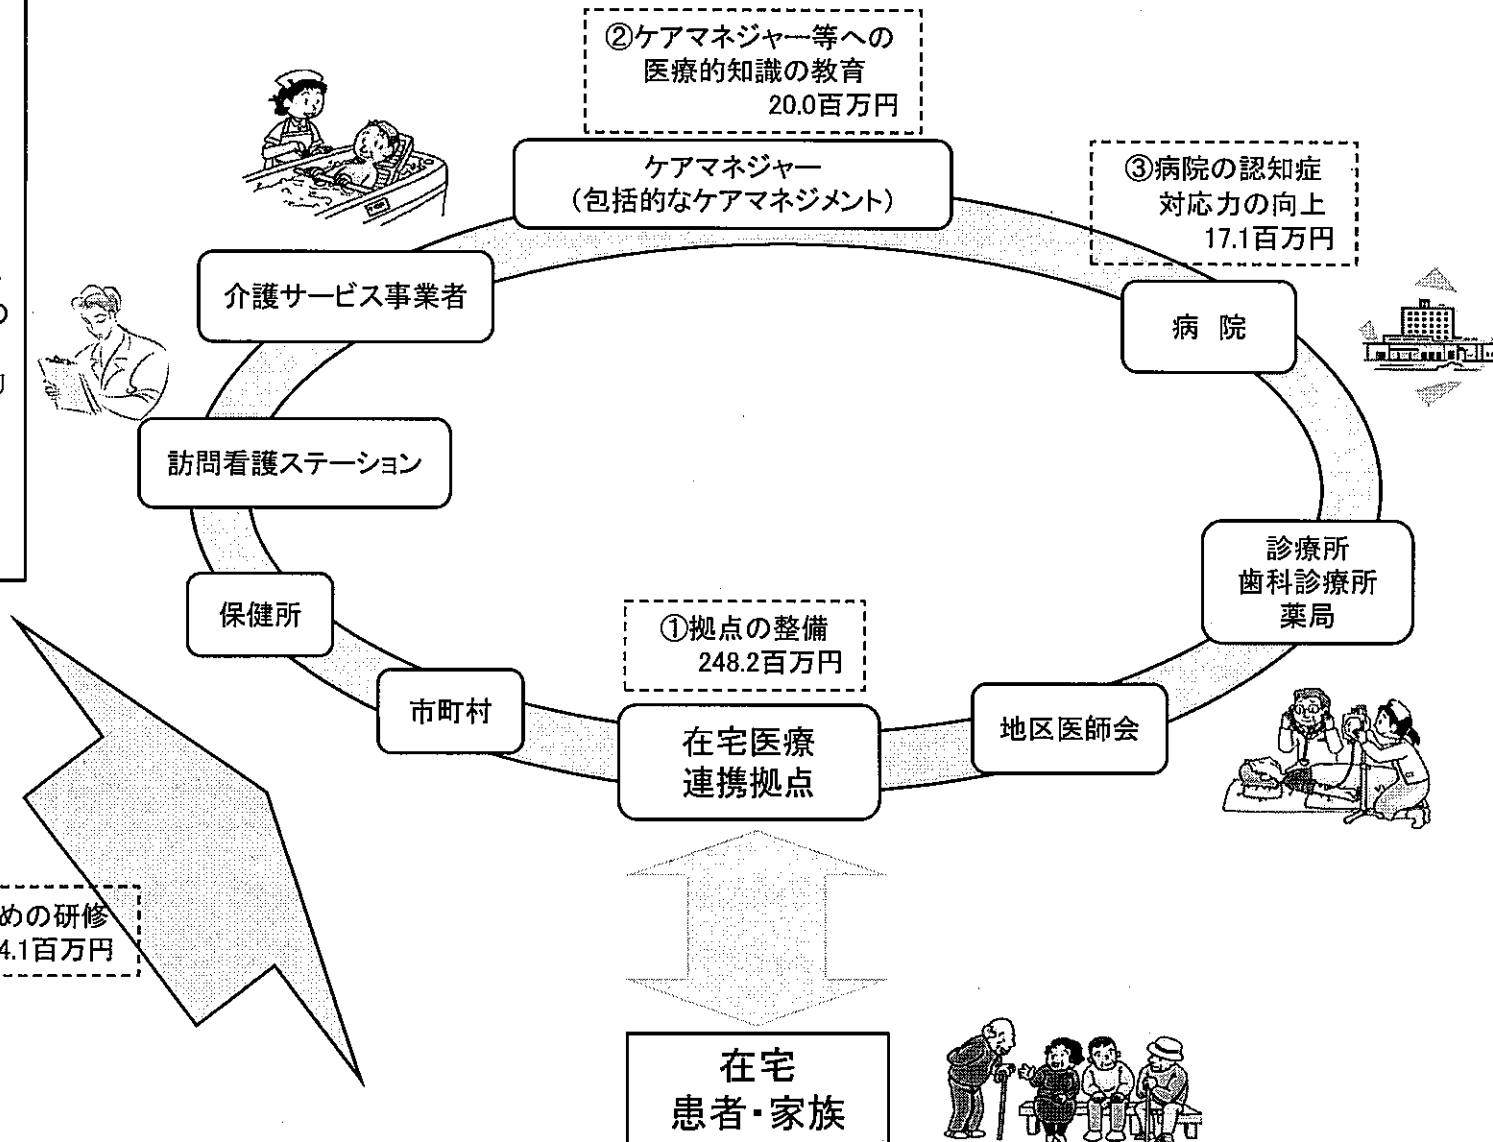 ②ケアマネジャー等への
医療的知識の教育
20.0百万円
ケアマネジャー
(包括的なケアマネジメント)
③病院の認知症
対応力の向上
17.1百万円
介護サービス事業者
病 院
訪問看護ステーション
診療所
歯科診療所
薬局
保健所
①拠点の整備
248.2百万円
市町村
在宅医療
連携拠点
地区医師会
めの研修
4.1百万円
在宅
患者・家族